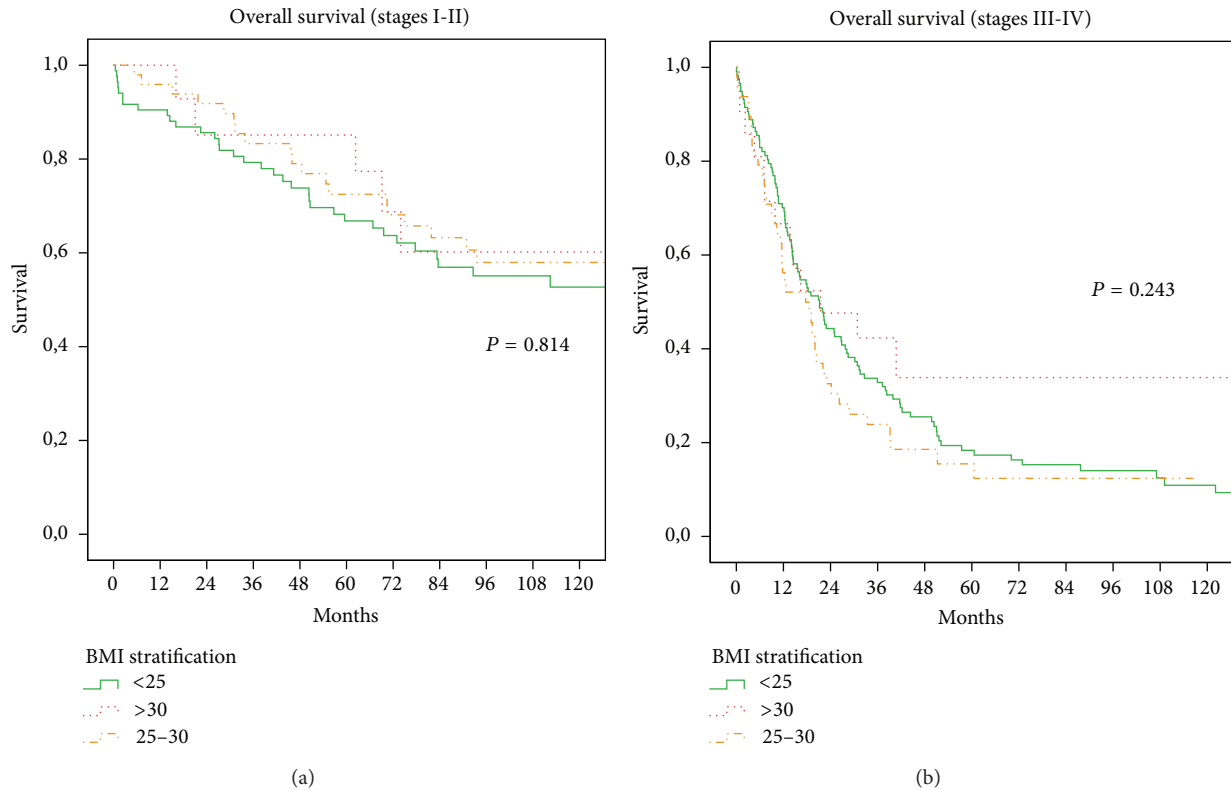 Overall survival (stages I-II)
1,0
0,8
0,6
0,4
0,2
0,0
Survival
P = 0.814
0 12 24 36 48 60 72 84 96 108 120
Months
BMI stratification
<25
>30
25–30
(a)
Overall survival (stages III-IV)
1,0
0,8
0,6
0,4
0,2
0,0
Survival
P = 0.243
0 12 24 36 48 60 72 84 96 108 120
Months
BMI stratification
<25
>30
25–30
(b)